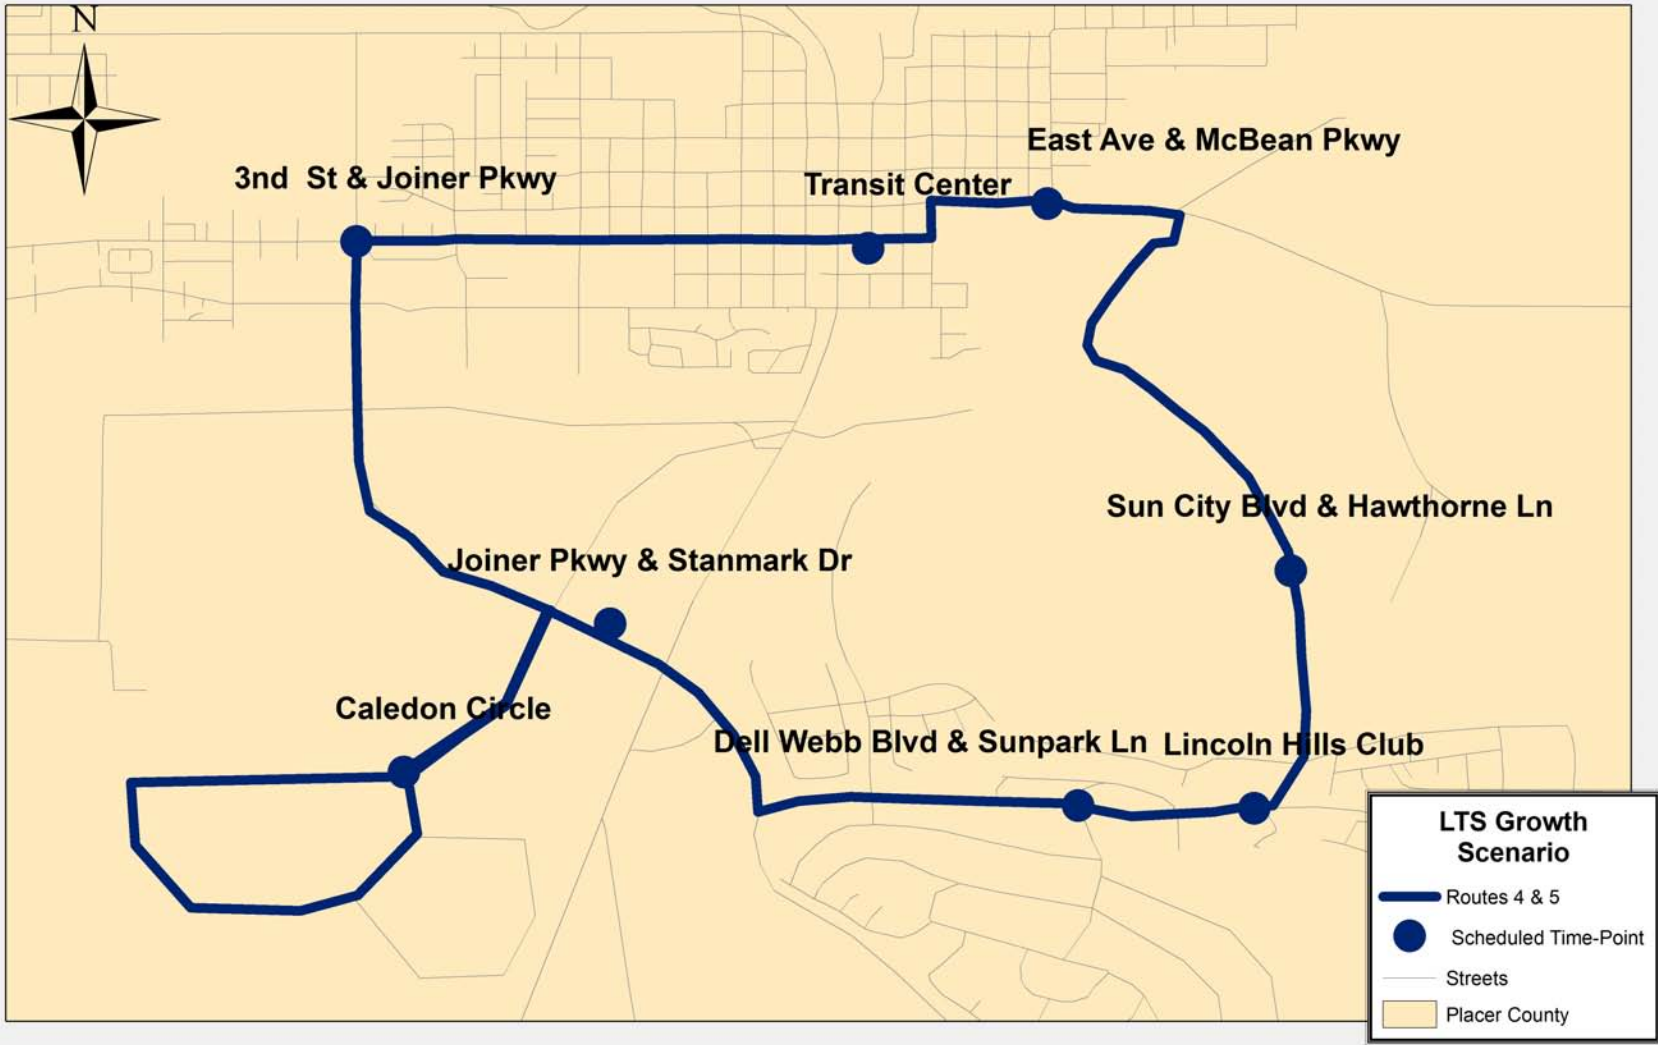 N
East Ave & McBean Pkwy
3nd St & Joiner Pkwy
Transit Center
Sun City Blvd & Hawthorne Ln
Joiner Pkwy & Stanmark Dr
Caledon Circle
Dell Webb Blvd & Sunpark Ln
Lincoln Hills Club
LTS Growth
Scenario
Routes 4 & 5
Scheduled Time-Point
Streets
Placer County